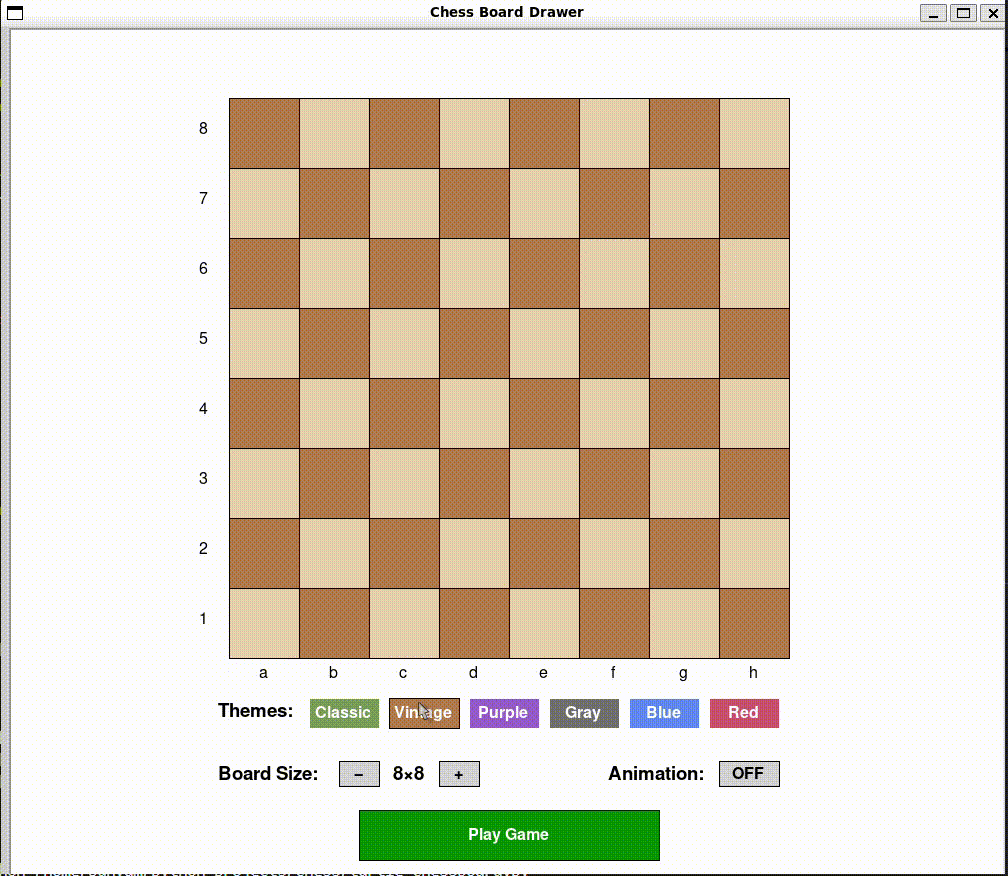 Chess Board Drawer
8
7
6
5
4
3
2
1
a b c d e f g h
Themes: Classic Vintage Purple Gray Blue Red
Board Size: − 8×8 + Animation: OFF
Play Game